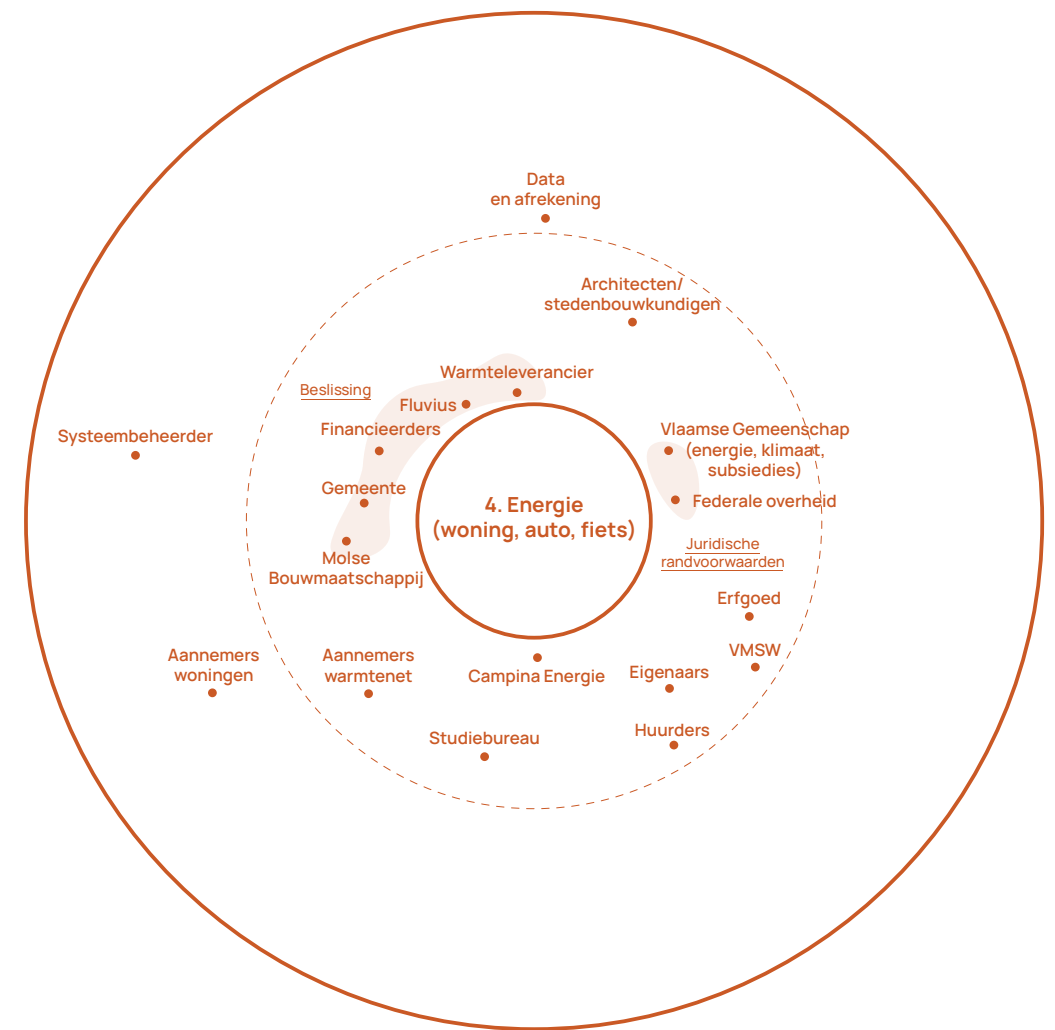 Data
en afrekening
Architecten/
stedenbouwkundigen
Warmteleverancier
Beslissing
Fluvius
Financieerders
Systeembeheerder
Vlaamse Gemeenschap
(energie, klimaat,
subsiedies)
Gemeente
Federale overheid
4. Energie
(woning, auto, fiets)
Juridische
randvoorwaarden
Molse
Bouwmaatschappij
Erfgoed
VMSW
Aannemers
woningen
Aannemers
warmtenet
Campina Energie
Eigenaars
Huurders
Studiebureau